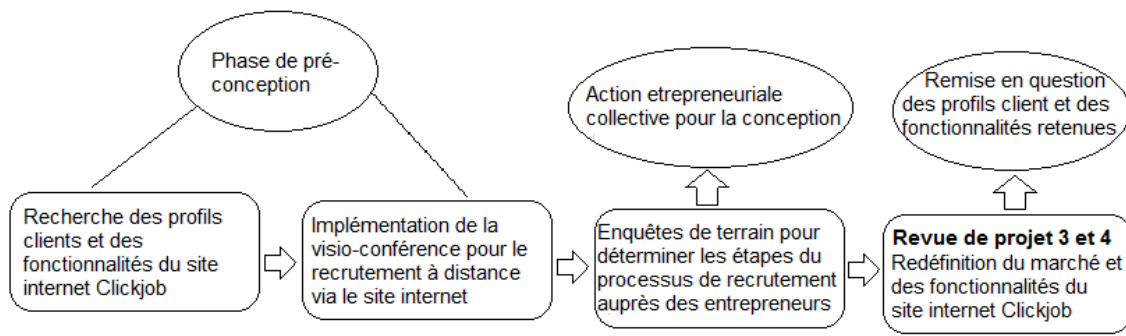 Phase de pré-
conception
Action etrepreneuriale
collective pour la conception
Remise en question
des profils client et des
fonctionnalités retenues
Recherche des profils
clients et des
fonctionnalités du site
internet Clickjob
Implémentation de la
visio-conférence pour le
recrutement à distance
via le site internet
Enquêtes de terrain pour
déterminer les étapes du
processus de recrutement
auprès des entrepreneurs
Revue de projet 3 et 4
Redéfinition du marché et
des fonctionnalités du
site internet Clickjob